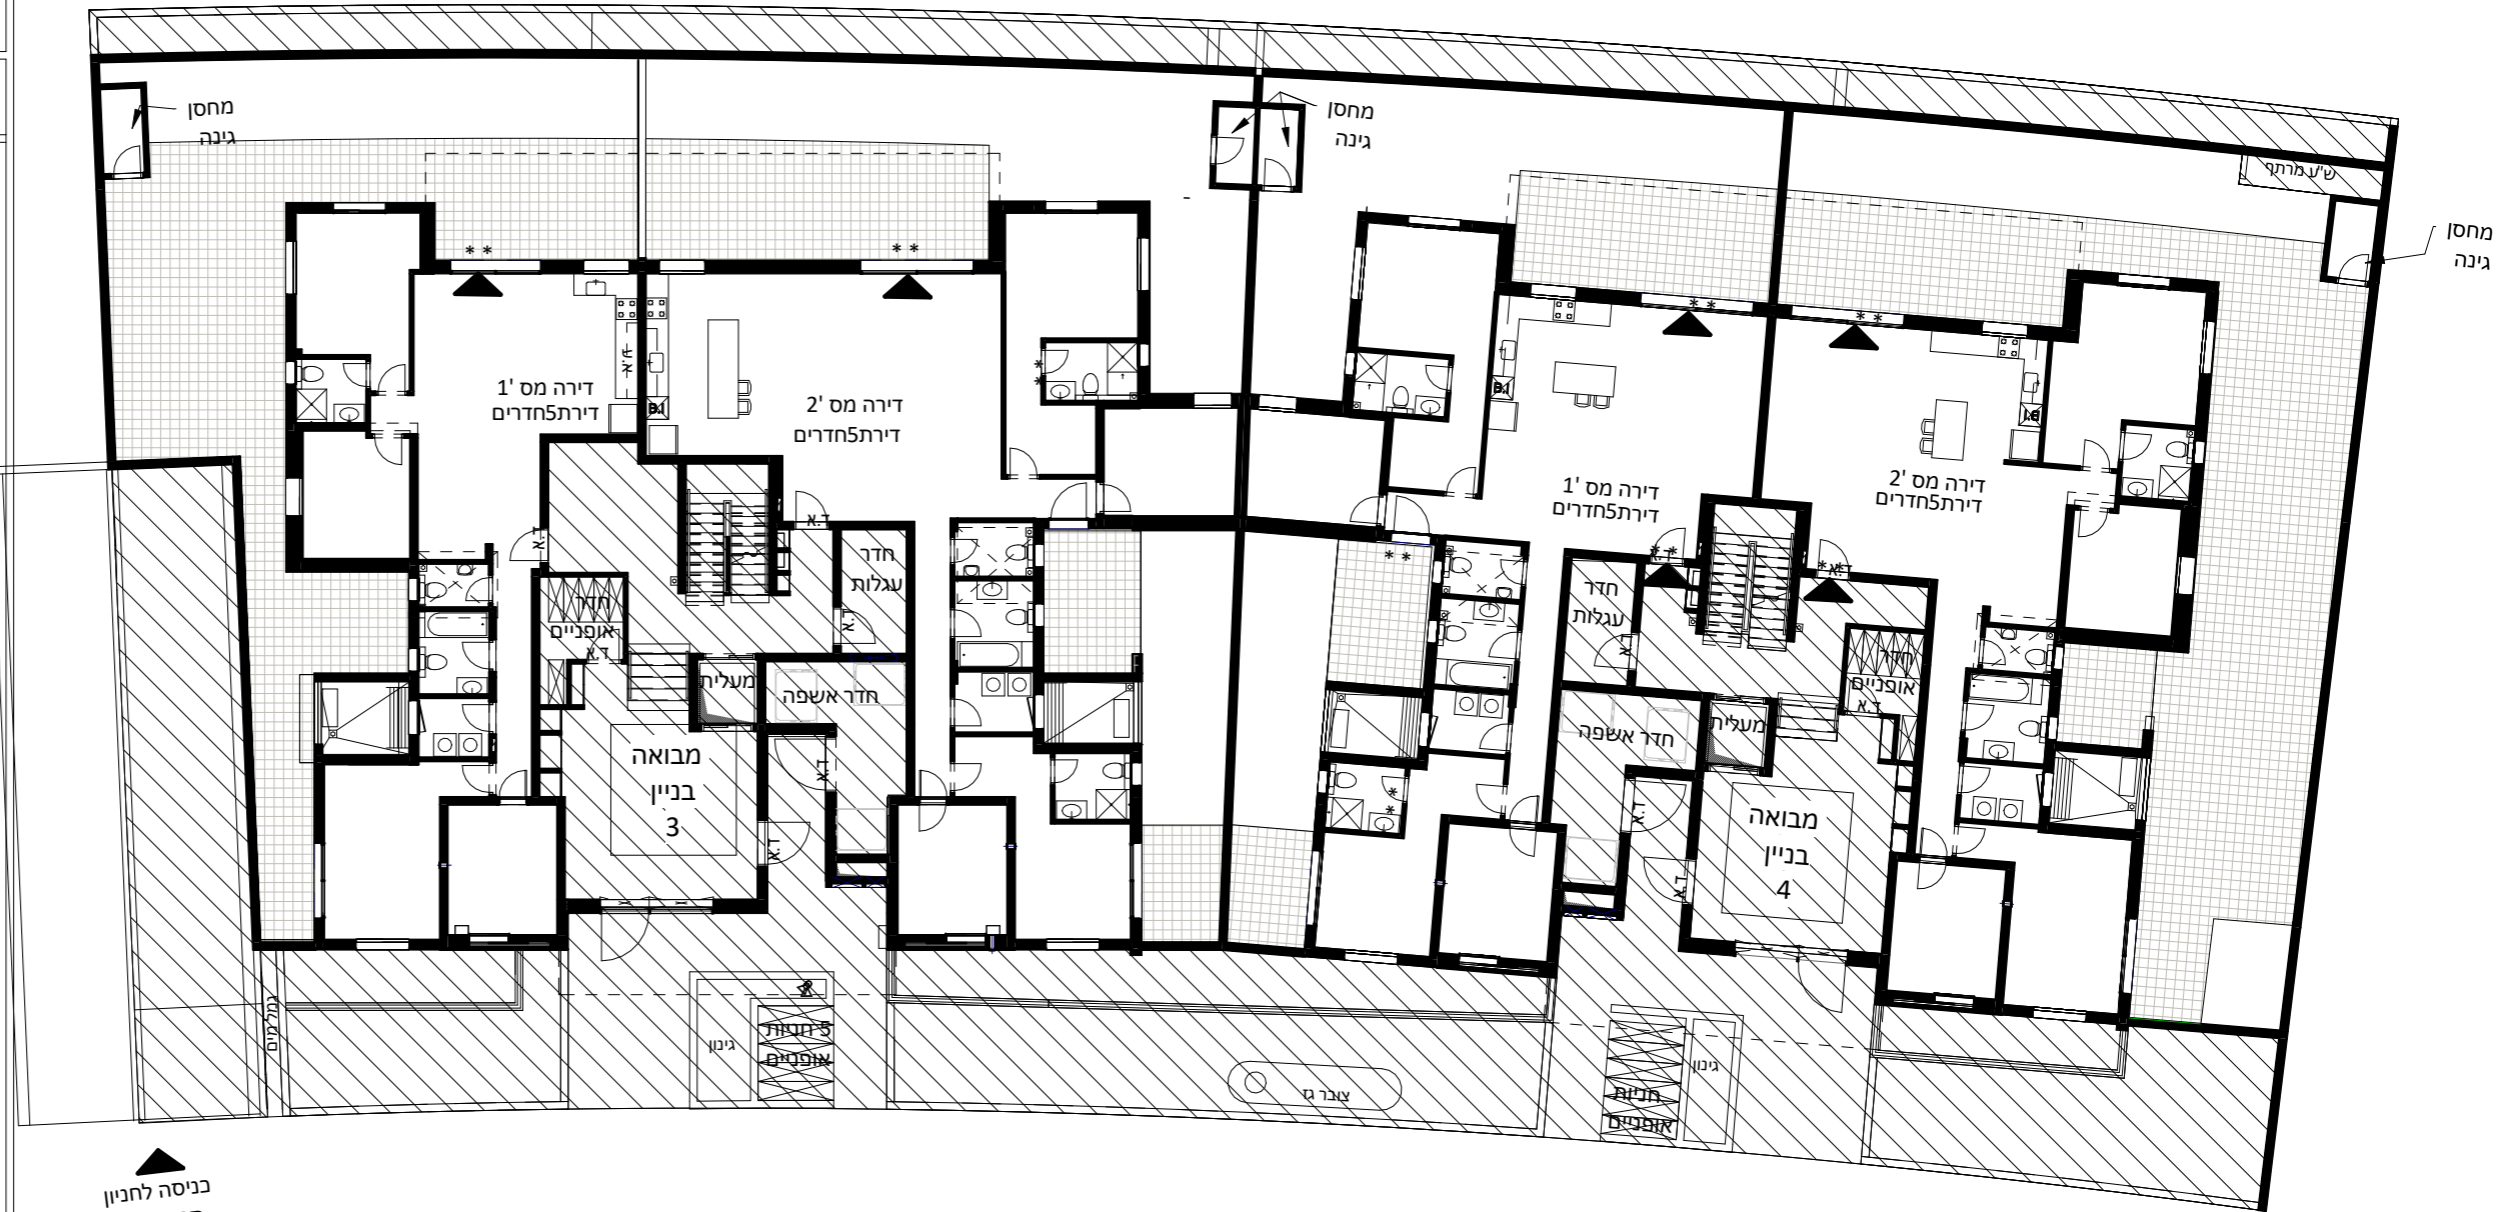 מחסן
גינה
מחסן
גינה
ש"ע מרתף
מחסן
גינה
* *
* *
* *
* *
דירה מס '1
דירת5חדרים
דירה מס '2
דירת5חדרים
דירה מס '1
דירת5חדרים
דירה מס '2
דירת5חדרים
ד.א
ד.א
חדר
עגלות
ד.א
חדר
אופניים
ד.א
מעלית
חדר אשפה
ד.א
ד.א
מבואה
בניין
3
* *
* *
ד.א
* *
ד.א
חדר
עגלות
ד.א
חדר
אופניים
ד.א
מעלית
חדר אשפה
ד.א
ד.א
מבואה
בניין
4
* *
* *
גמל מים
גינון
5 חניות
אופניים
צובר גז
חניות
אופניים
גינון
כניסה לחניון